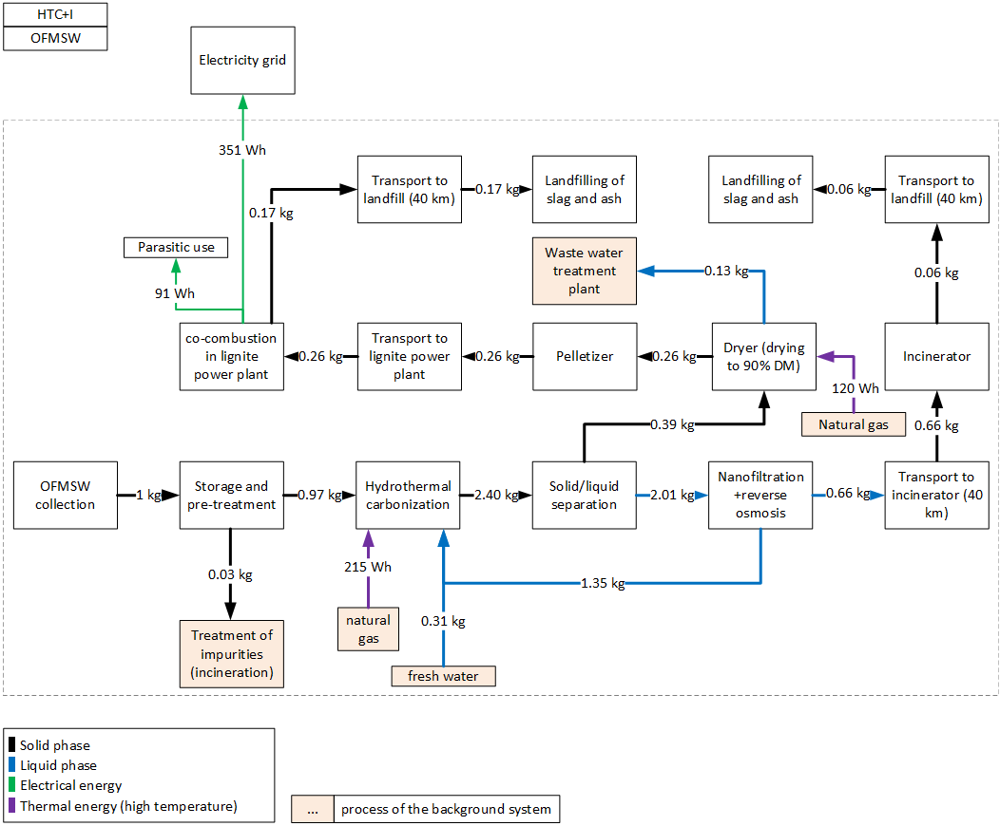 HTC+I
OFMSW
Electricity grid
351 Wh
Transport to
landfill (40 km)
0.17 kg
Landfilling of
slag and ash
Landfilling of
slag and ash
0.06 kg
Transport to
landfill (40 km)
0.17 kg
Parasitic use
91 Wh
Waste water
treatment
plant
0.13 kg
0.06 kg
co-combustion
in lignite
power plant
0.26 kg
Transport to
lignite power
plant
0.26 kg
Pelletizer
0.26 kg
Dryer (drying
to 90% DM)
120 Wh
Natural gas
Incinerator
0.39 kg
0.66 kg
OFMSW
collection
1 kg
Storage and
pre-treatment
0.97 kg
Hydrothermal
carbonization
2.40 kg
Solid/liquid
separation
2.01 kg
Nanofiltration
+reverse
osmosis
0.66 kg
Transport to
incinerator (40
km)
0.03 kg
215 Wh
1.35 kg
0.31 kg
Treatment of
impurities
(incineration)
natural
gas
fresh water
Solid phase
Liquid phase
Electrical energy
Thermal energy (high temperature)
...
process of the background system